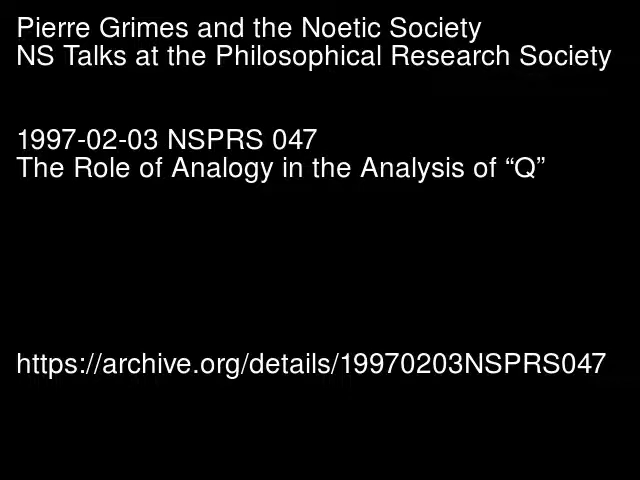 Pierre Grimes and the Noetic Society
NS Talks at the Philosophical Research Society
1997-02-03 NSPRS 047
The Role of Analogy in the Analysis of “Q”
https://archive.org/details/19970203NSPRS047